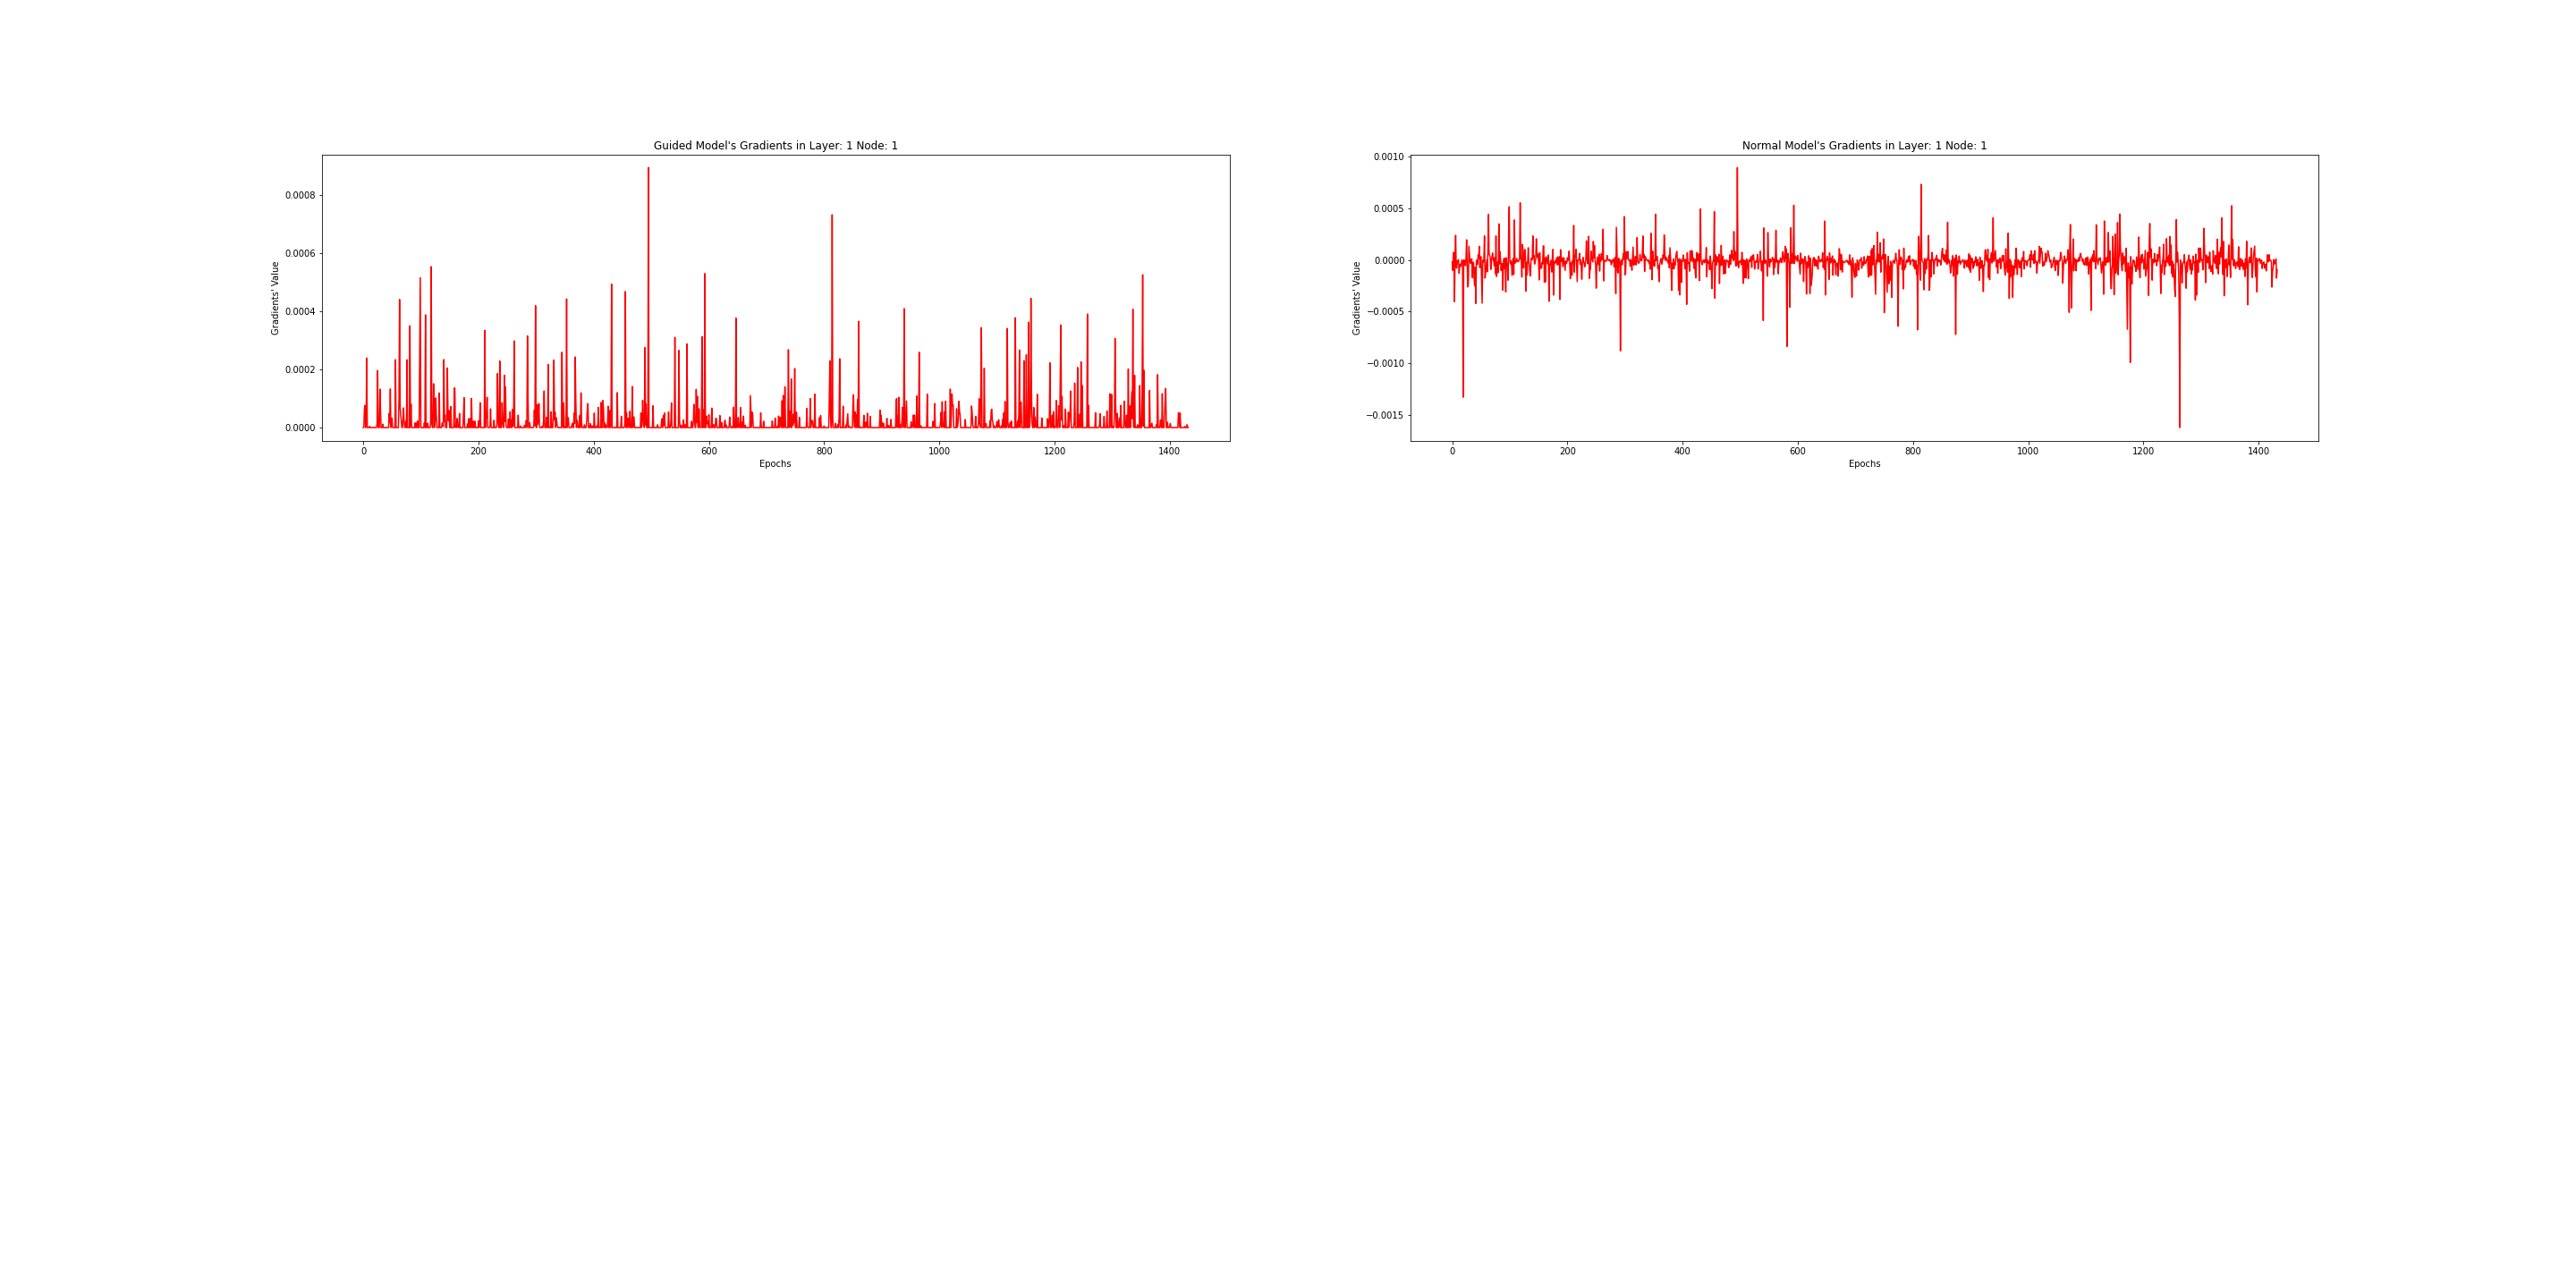 Guided Model's Gradients in Layer: 1 Node: 1
Gradients' Value
0.0008
0.0006
0.0004
0.0002
0.0000
0 200 400 600 800 1000 1200 1400
Epochs
Normal Model's Gradients in Layer: 1 Node: 1
Gradients' Value
0.0010
0.0005
0.0000
−0.0005
−0.0010
−0.0015
0 200 400 600 800 1000 1200 1400
Epochs